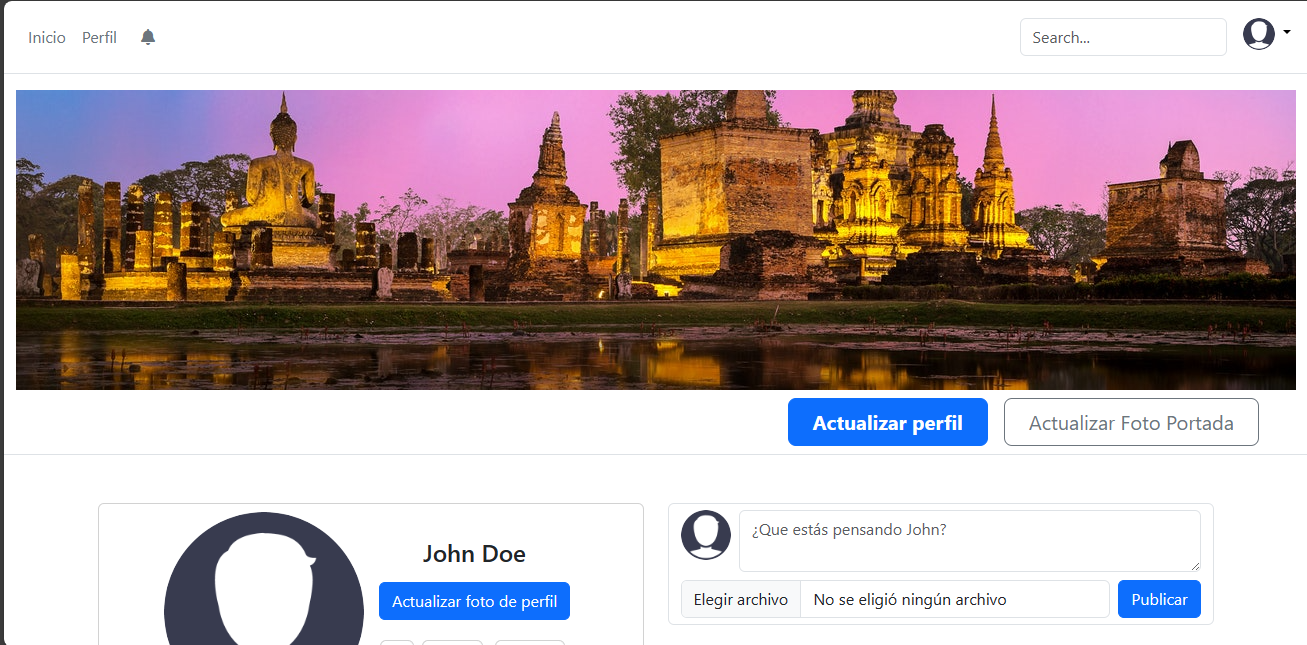 Inicio Perfil Search...
Actualizar perfil Actualizar Foto Portada
John Doe
Actualizar foto de perfil
¿Que estás pensando John?
Elegir archivo No se eligió ningún archivo Publicar